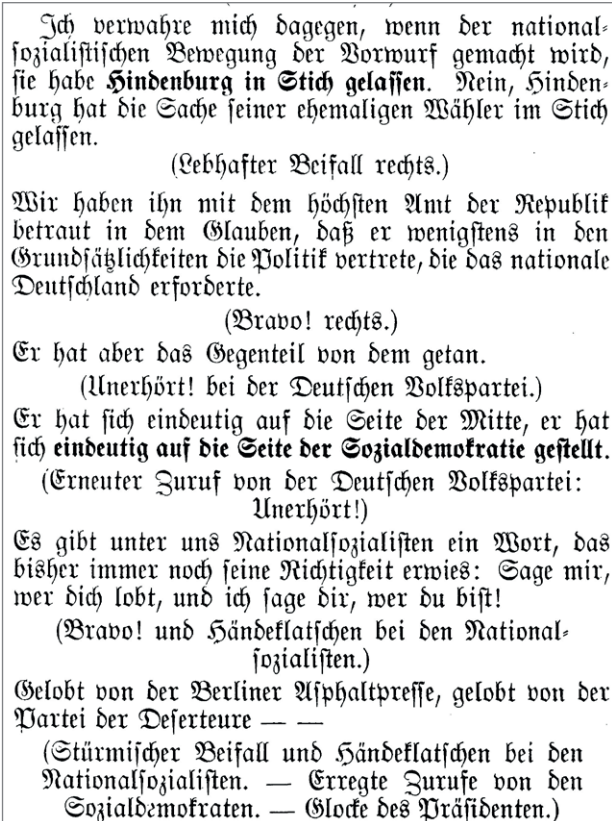 Ich verwahre mich dagegen, wenn der national-
sozialistischen Bewegung der Vorwurf gemacht wird,
sie habe Hindenburg in Stich gelassen. Nein, Hinden-
burg hat die Sache seiner ehemaligen Wähler im Stich
gelassen.
(Lebhafter Beifall rechts.)
Wir haben ihn mit dem höchsten Amt der Republik
betraut in dem Glauben, daß er wenigstens in den
Grundsätzlichkeiten die Politik vertrete, die das nationale
Deutschland erforderte.
(Bravo! rechts.)
Er hat aber das Gegenteil von dem getan.
(Unerhört! bei der Deutschen Volkspartei.)
Er hat sich eindeutig auf die Seite der Mitte, er hat
sich eindeutig auf die Seite der Sozialdemokratie gestellt.
(Erneuter Zuruf von der Deutschen Volkspartei:
Unerhört!)
Es gibt unter uns Nationalsozialisten ein Wort, das
bisher immer noch seine Richtigkeit erwies: Sage mir,
wer dich lobt, und ich sage dir, wer du bist!
(Bravo! und Händeklatschen bei den National-
sozialisten.)
Gelobt von der Berliner Asphaltpresse, gelobt von der
Partei der Deserteure — —
(Stürmischer Beifall und Händeklatschen bei den
Nationalsozialisten. — Erregte Zurufe von den
Sozialdemokraten. — Glocke des Präsidenten.)